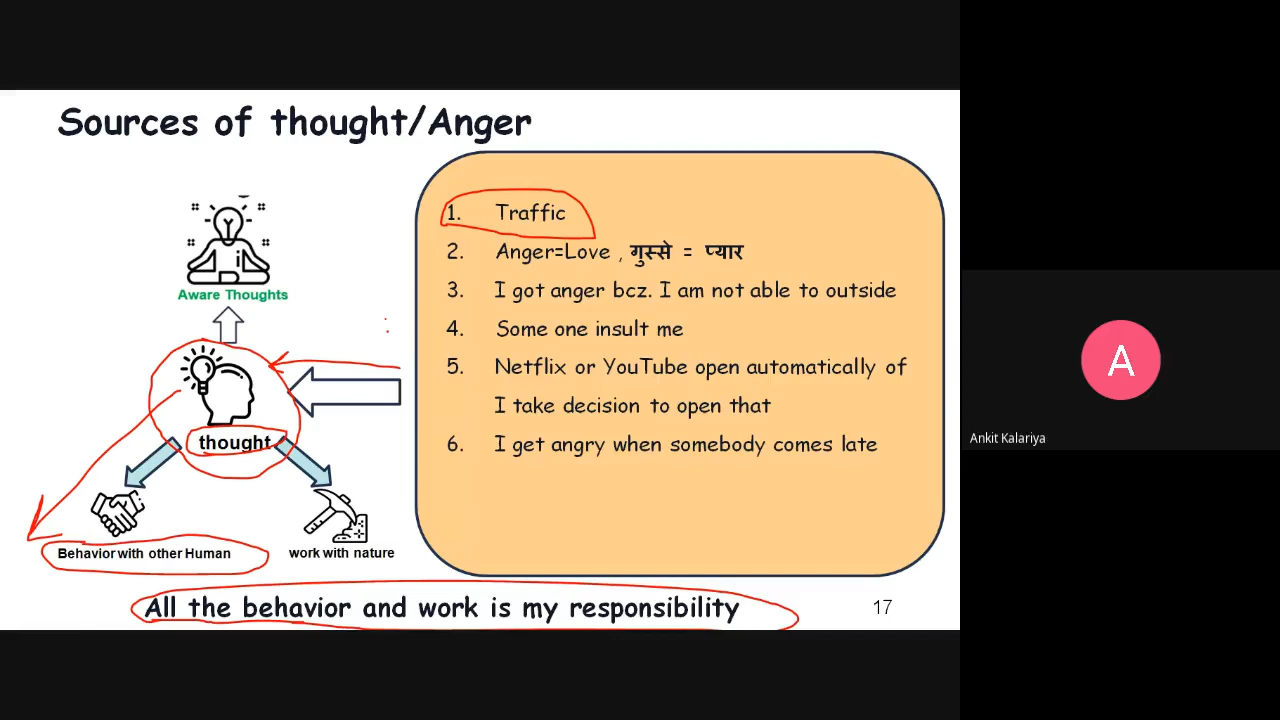 Sources of thought/Anger
Aware Thoughts
thought
Behavior with other Human
work with nature
1. Traffic
2. Anger=Love , गुस्से = प्यार
3. I got anger bcz. I am not able to outside
4. Some one insult me
5. Netflix or YouTube open automatically of
I take decision to open that
6. I get angry when somebody comes late
All the behavior and work is my responsibility
17
A
Ankit Kalariya